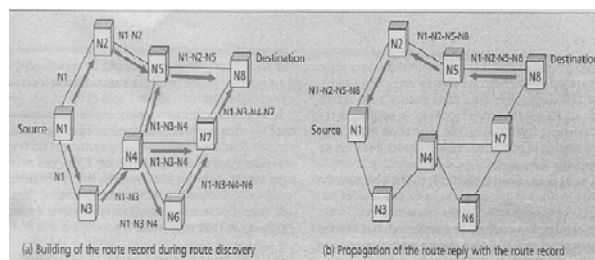 N1-N2
N2
N1-N2-N5
Destination
N5
N8
N1
N1-N3-N4-N7
Source
N1
N1-N3-N4
N7
N4
N1-N3-N4
N1
N1-N3
N1-N3-N4-N6
N3
N1-N3-N4
N6
(a) Building of the route record during route discovery
N1-N2-N5-N8
N2
N1-N2-N5-N8
Destination
N5
N8
N1-N2-N5-N8
Source
N1
N7
N4
N3
N6
(b) Propagation of the route reply with the route record